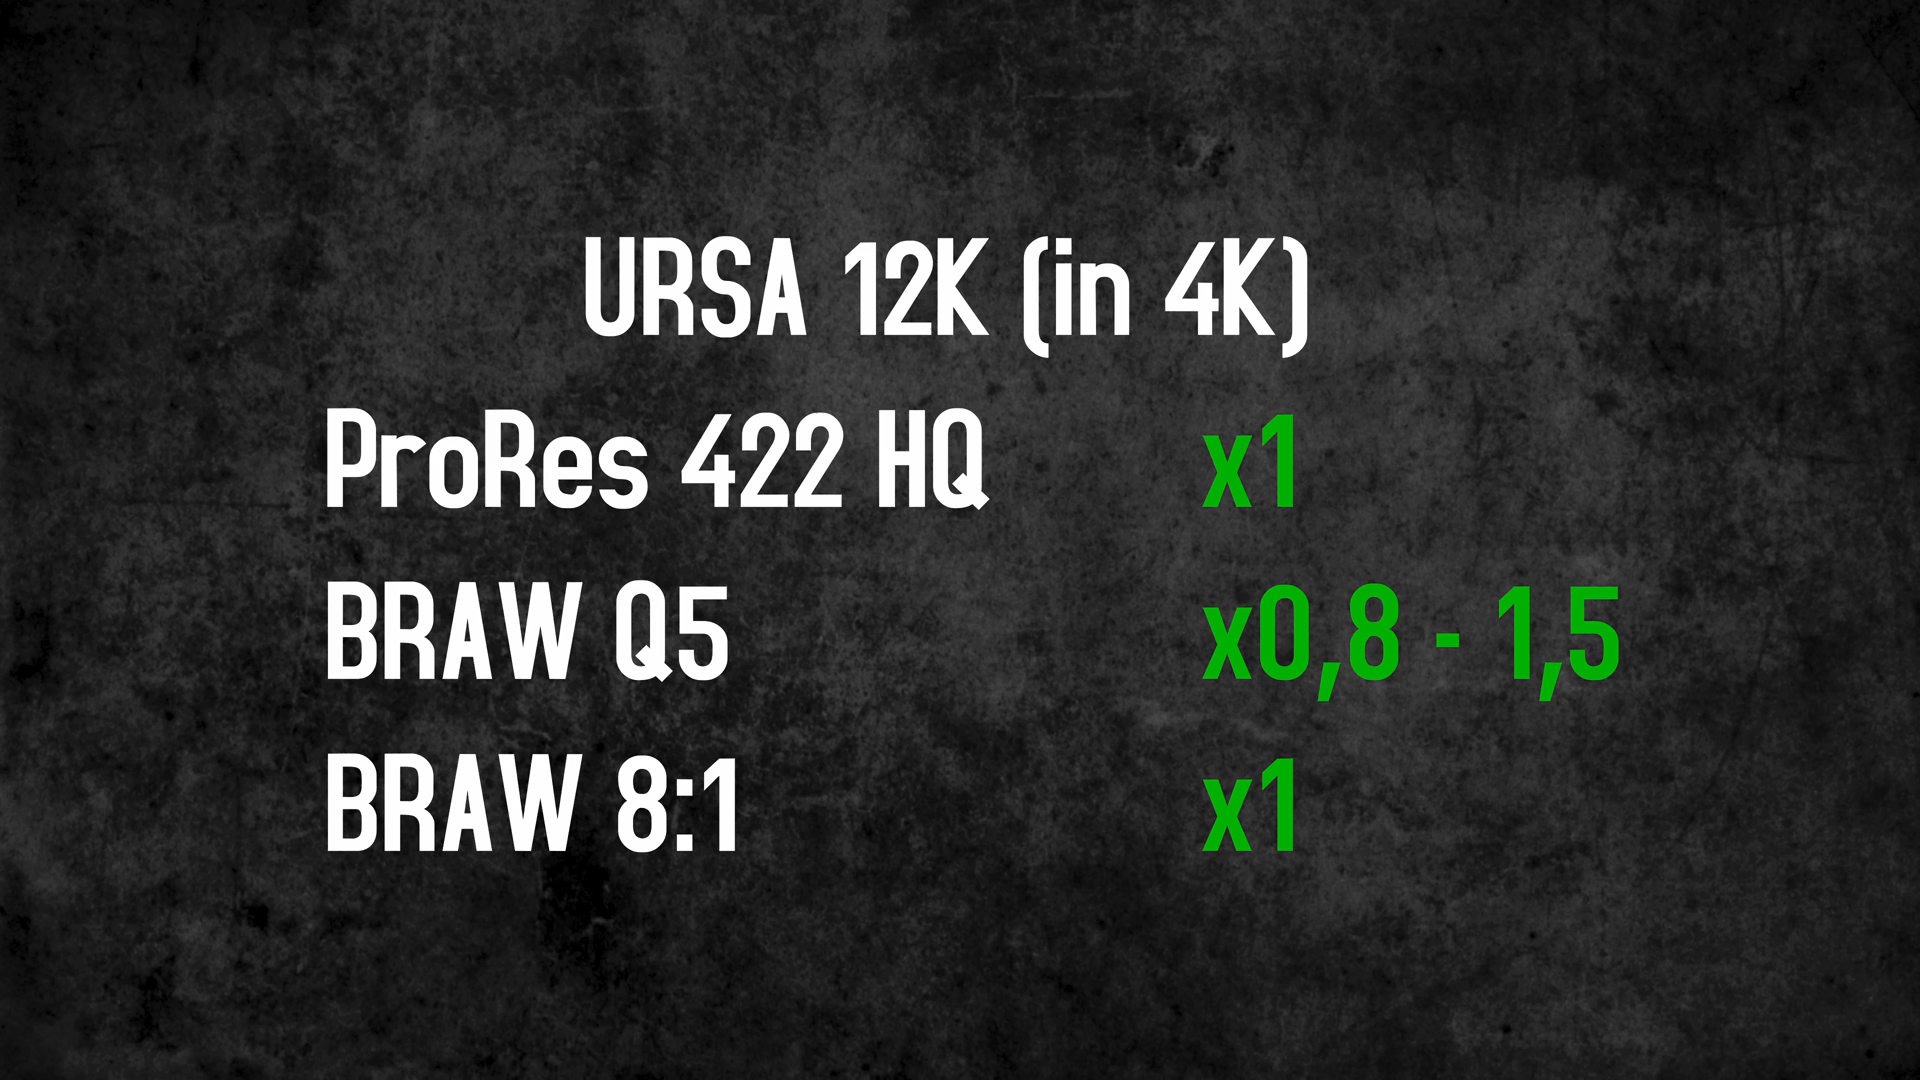 URSA 12K (in 4K)
ProRes 422 HQ x1
BRAW Q5 x0,8 - 1,5
BRAW 8:1 x1